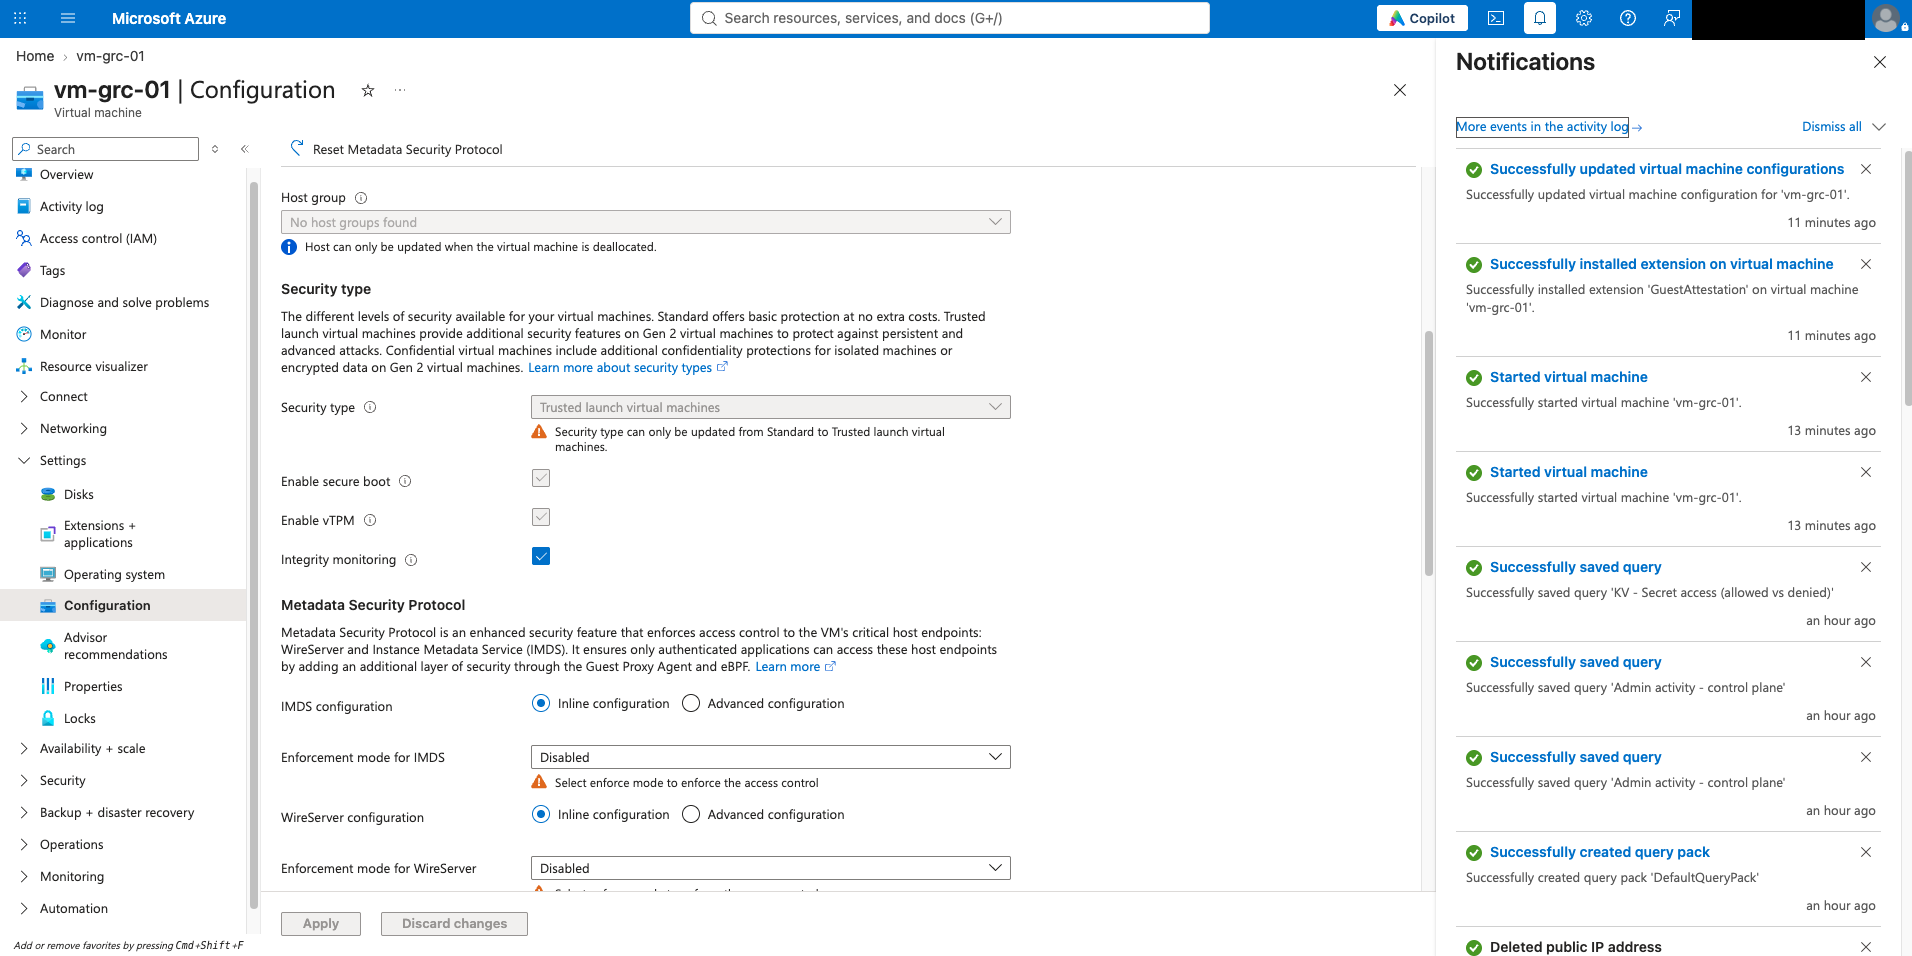 Microsoft Azure
Search resources, services, and docs (G+/)
Copilot
Home > vm-grc-01
vm-grc-01 | Configuration
Virtual machine
Search
Overview
Activity log
Access control (IAM)
Tags
Diagnose and solve problems
Monitor
Resource visualizer
Connect
Networking
Settings
Disks
Extensions +
applications
Operating system
Configuration
Advisor
recommendations
Properties
Locks
Availability + scale
Security
Backup + disaster recovery
Operations
Monitoring
Automation
Add or remove favorites by pressing Cmd+Shift+F
Reset Metadata Security Protocol
Host group
No host groups found
Host can only be updated when the virtual machine is deallocated.
Security type
The different levels of security available for your virtual machines. Standard offers basic protection at no extra costs. Trusted
launch virtual machines provide additional security features on Gen 2 virtual machines to protect against persistent and
advanced attacks. Confidential virtual machines include additional confidentiality protections for isolated machines or
encrypted data on Gen 2 virtual machines. Learn more about security types
Security type
Trusted launch virtual machines
Security type can only be updated from Standard to Trusted launch virtual
machines.
Enable secure boot
Enable vTPM
Integrity monitoring
Metadata Security Protocol
Metadata Security Protocol is an enhanced security feature that enforces access control to the VM's critical host endpoints:
WireServer and Instance Metadata Service (IMDS). It ensures only authenticated applications can access these host endpoints
by adding an additional layer of security through the Guest Proxy Agent and eBPF. Learn more
IMDS configuration
Inline configuration
Advanced configuration
Enforcement mode for IMDS
Disabled
Select enforce mode to enforce the access control
WireServer configuration
Inline configuration
Advanced configuration
Enforcement mode for WireServer
Disabled
Apply
Discard changes
Notifications
More events in the activity log →
Dismiss all
Successfully updated virtual machine configurations
Successfully updated virtual machine configuration for 'vm-grc-01'.
11 minutes ago
Successfully installed extension on virtual machine
Successfully installed extension 'GuestAttestation' on virtual machine
'vm-grc-01'.
11 minutes ago
Started virtual machine
Successfully started virtual machine 'vm-grc-01'.
13 minutes ago
Started virtual machine
Successfully started virtual machine 'vm-grc-01'.
13 minutes ago
Successfully saved query
Successfully saved query 'KV - Secret access (allowed vs denied)'
an hour ago
Successfully saved query
Successfully saved query 'Admin activity - control plane'
an hour ago
Successfully saved query
Successfully saved query 'Admin activity - control plane'
an hour ago
Successfully created query pack
Successfully created query pack 'DefaultQueryPack'
an hour ago
Deleted public IP address